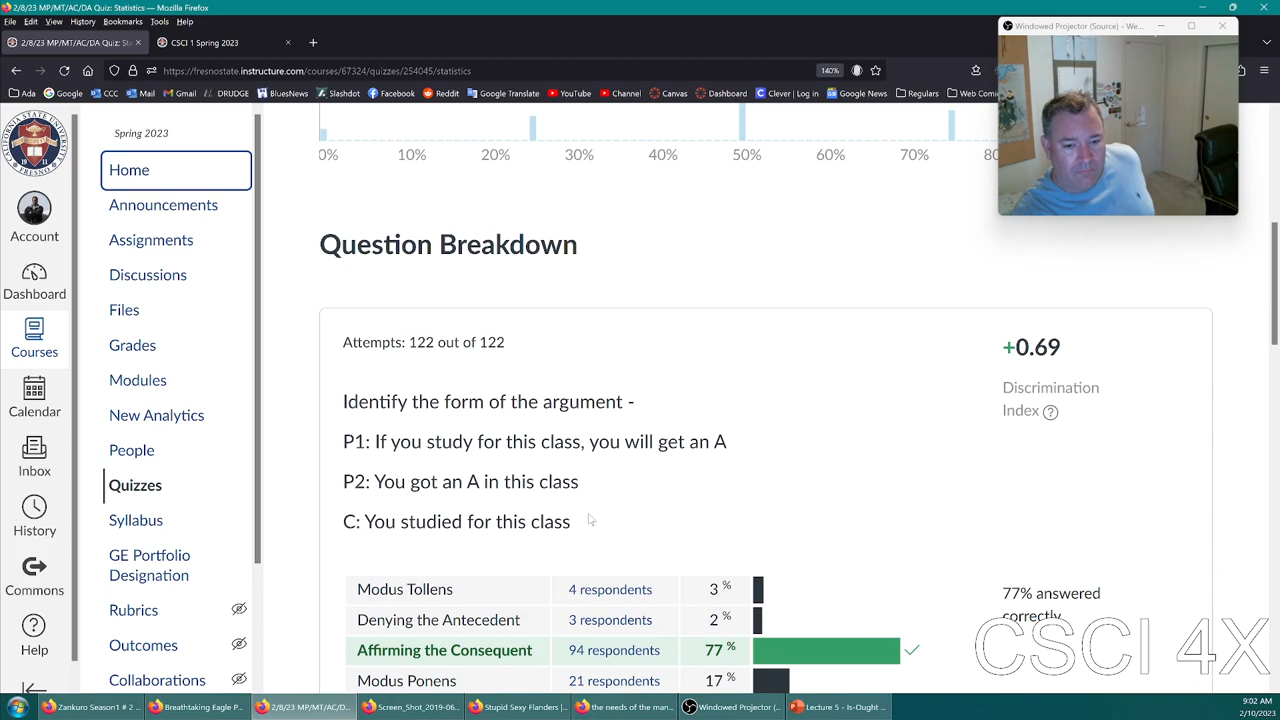 2/8/23 MP/MT/AC/DA Quiz: Statistics — Mozilla Firefox
File Edit View History Bookmarks Tools Help
2/8/23 MP/MT/AC/DA Quiz: Sta
CSCI 1 Spring 2023
Windowed Projector (Source) - We...
https://fresnostate.instructure.com/courses/67324/quizzes/254045/statistics
140%
Ada Google CCC Mail Gmail DRUDGE BluesNews Slashdot Facebook Reddit Google Translate YouTube Channel Canvas Dashboard Clever | Log in Google News Regulars Web Comi
Account
Dashboard
Courses
Calendar
Inbox
History
Commons
Help
Spring 2023
Home
Announcements
Assignments
Discussions
Files
Grades
Modules
New Analytics
People
Quizzes
Syllabus
GE Portfolio
Designation
Rubrics
Outcomes
Collaborations
0% 10% 20% 30% 40% 50% 60% 70% 80
Question Breakdown
Attempts: 122 out of 122
+0.69
Discrimination
Index ?
Identify the form of the argument -
P1: If you study for this class, you will get an A
P2: You got an A in this class
C: You studied for this class
Modus Tollens 4 respondents 3 %
Denying the Antecedent 3 respondents 2 %
Affirming the Consequent 94 respondents 77 %
Modus Ponens 21 respondents 17 %
77% answered
correctly
CSCI 4X
Zankuro Season1 # 2 ...
Breathtaking Eagle P...
2/8/23 MP/MT/AC/D...
Screen_Shot_2019-06...
Stupid Sexy Flanders |...
the needs of the man...
Windowed Projector (...
Lecture 5 - Is-Ought ...
9:02 AM
2/10/2023